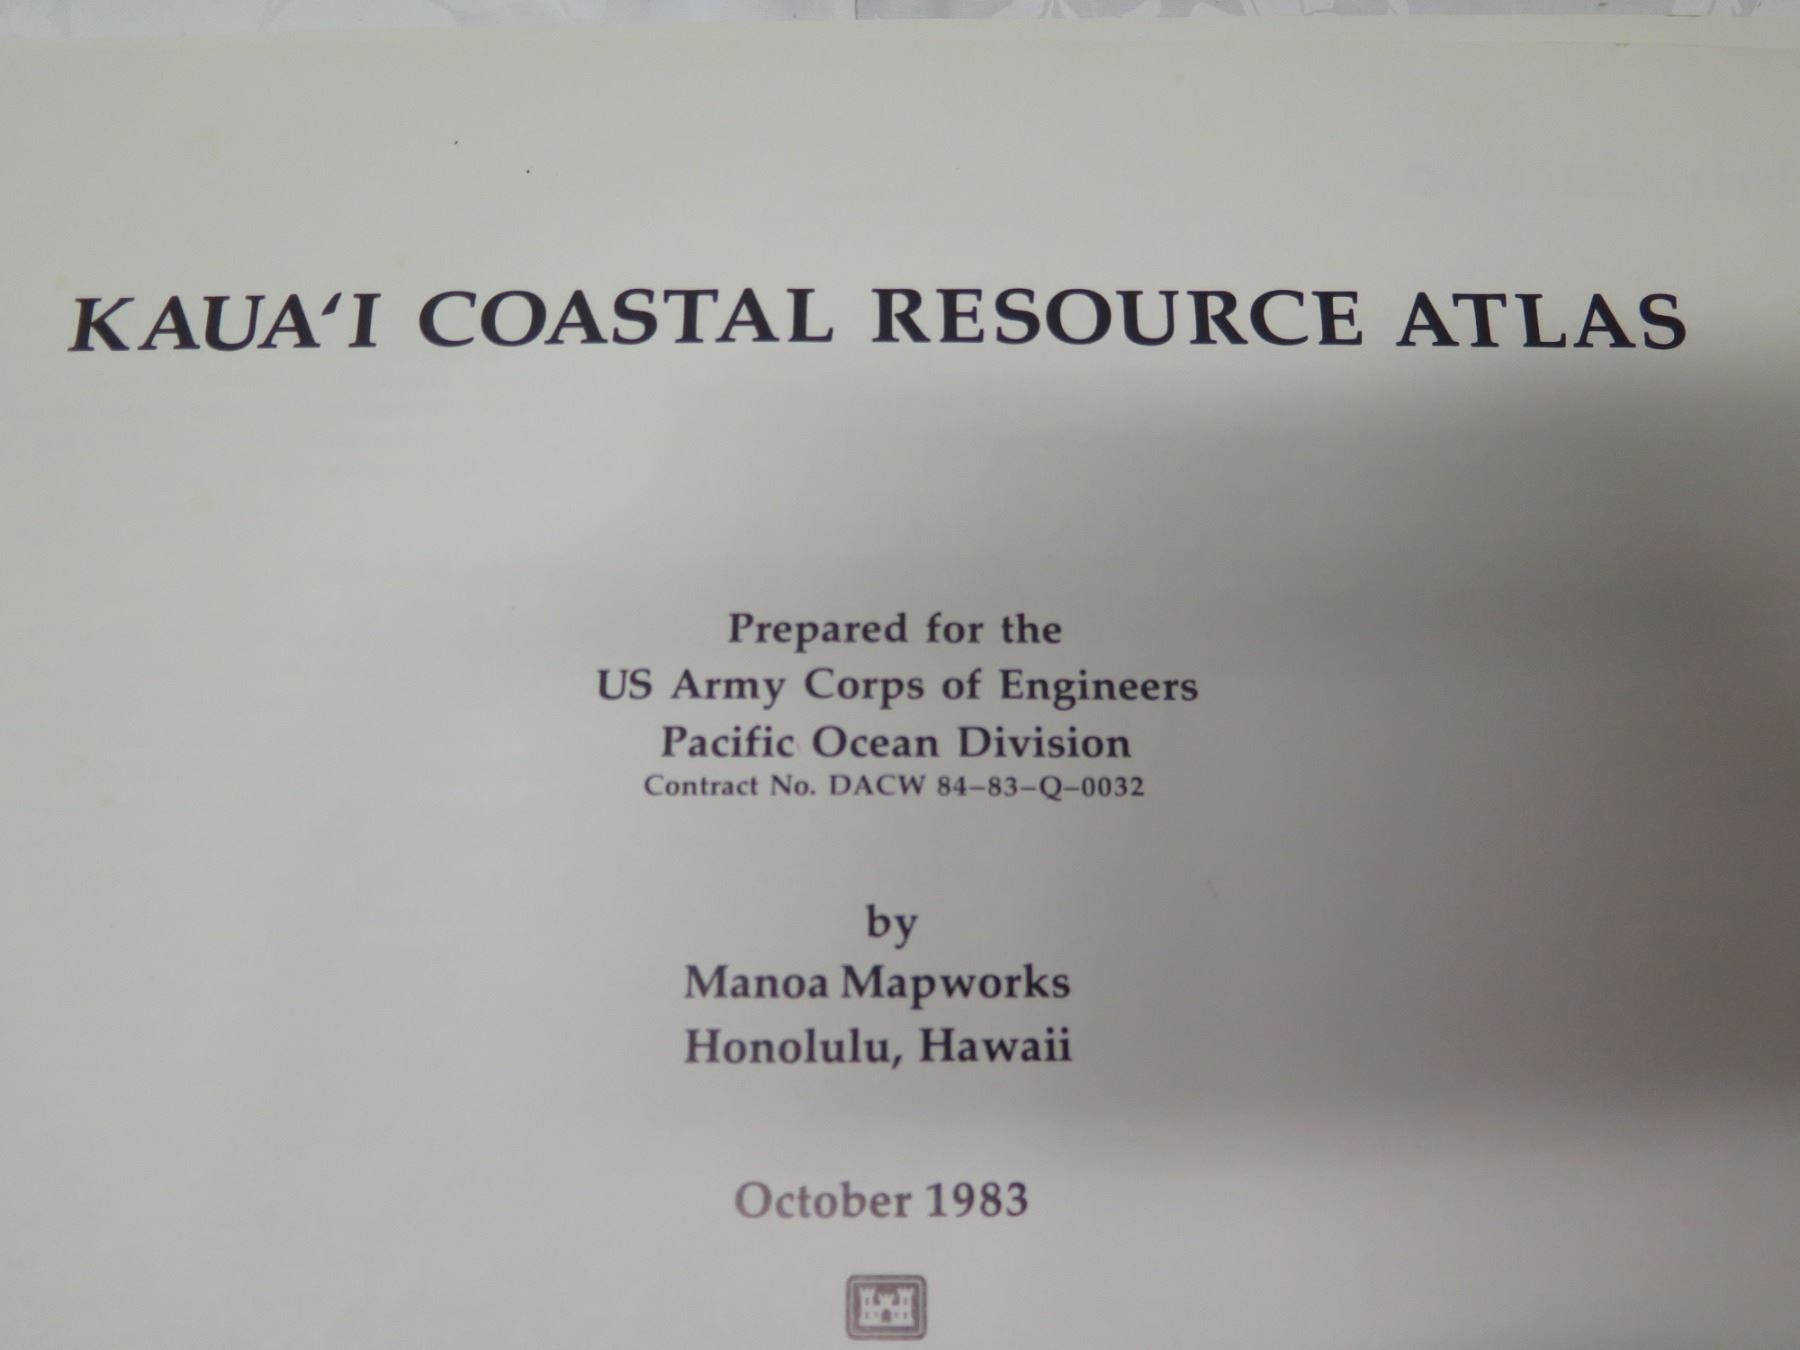 KAUA‘I COASTAL RESOURCE ATLAS
Prepared for the
US Army Corps of Engineers
Pacific Ocean Division
Contract No. DACW 84–83–Q–0032
by
Manoa Mapworks
Honolulu, Hawaii
October 1983